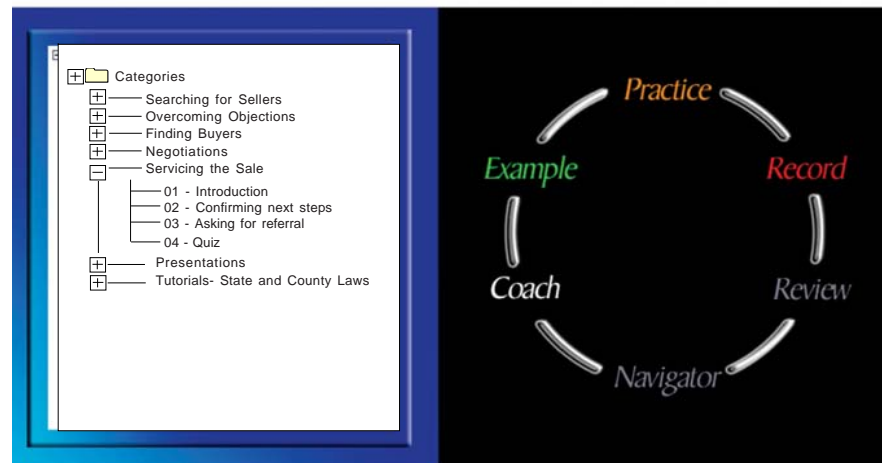 Categories
Searching for Sellers
Overcoming Objections
Finding Buyers
Negotiations
Servicing the Sale
01 - Introduction
02 - Confirming next steps
03 - Asking for referral
04 - Quiz
Presentations
Tutorials- State and County Laws
Practice
Example
Record
Coach
Review
Navigator